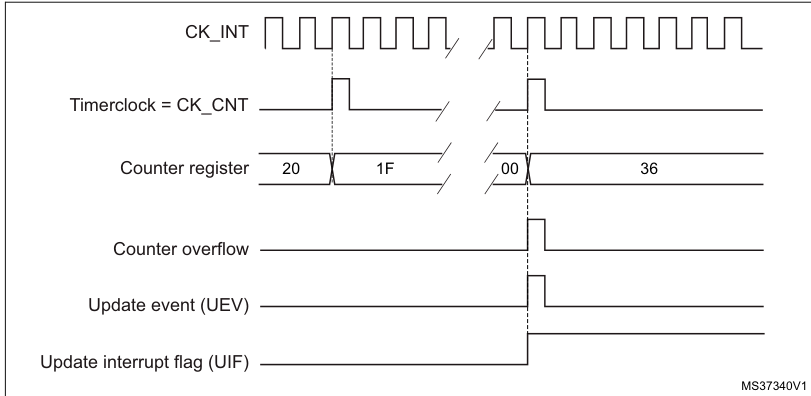 CK_INT
Timerclock = CK_CNT
Counter register 20 1F 00 36
Counter overflow
Update event (UEV)
Update interrupt flag (UIF)
MS37340V1